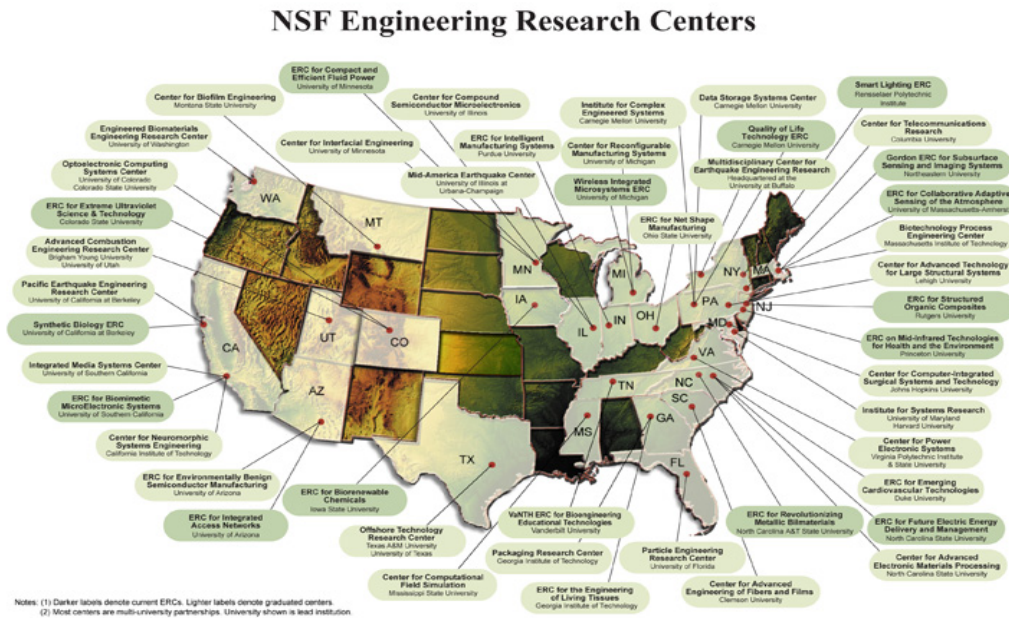 NSF Engineering Research Centers
ERC for Compact and
Efficient Fluid Power
University of Minnesota
Center for Biofilm Engineering
Montana State University
Center for Compound
Semiconductor Microelectronics
University of Illinois
Institute for Complex
Engineered Systems
Carnegie Mellon University
Data Storage Systems Center
Carnegie Mellon University
Smart Lighting ERC
Rensselaer Polytechnic
Institute
Engineered Biomaterials
Engineering Research Center
University of Washington
Center for Interfacial Engineering
University of Minnesota
ERC for Intelligent
Manufacturing Systems
Purdue University
Center for Reconfigurable
Manufacturing Systems
University of Michigan
Quality of Life
Technology ERC
Carnegie Mellon University
Center for Telecommunications
Research
Columbia University
Optoelectronic Computing
Systems Center
University of Colorado
Colorado State University
Mid-America Earthquake Center
University of Illinois at
Urbana-Champaign
Wireless Integrated
Microsystems ERC
University of Michigan
Multidisciplinary Center for
Earthquake Engineering Research
Headquartered at the
University at Buffalo
Gordon ERC for Subsurface
Sensing and Imaging Systems
Northeastern University
ERC for Extreme Ultraviolet
Science & Technology
Colorado State University
ERC for Net Shape
Manufacturing
Ohio State University
ERC for Collaborative Adaptive
Sensing of the Atmosphere
University of Massachusetts-Amherst
Advanced Combustion
Engineering Research Center
Brigham Young University
University of Utah
Biotechnology Process
Engineering Center
Massachusetts Institute of Technology
Pacific Earthquake Engineering
Research Center
University of California at Berkeley
Center for Advanced Technology
for Large Structural Systems
Lehigh University
Synthetic Biology ERC
University of California at Berkeley
ERC for Structured
Organic Composites
Rutgers University
Integrated Media Systems Center
University of Southern California
ERC on Mid-Infrared Technologies
for Health and the Environment
Princeton University
ERC for Biomimetic
MicroElectronic Systems
University of Southern California
Center for Computer-Integrated
Surgical Systems and Technology
Johns Hopkins University
Center for Neuromorphic
Systems Engineering
California Institute of Technology
Institute for Systems Research
University of Maryland
Harvard University
ERC for Environmentally Benign
Semiconductor Manufacturing
University of Arizona
Center for Power
Electronic Systems
Virginia Polytechnic Institute
& State University
ERC for Integrated
Access Networks
University of Arizona
ERC for Biorenewable
Chemicals
Iowa State University
ERC for Emerging
Cardiovascular Technologies
Duke University
Offshore Technology
Research Center
Texas A&M University
University of Texas
VaNTH ERC for Bioengineering
Educational Technologies
Vanderbilt University
ERC for Revolutionizing
Metallic Bilmaterials
North Carolina A&T State University
ERC for Future Electric Energy
Delivery and Management
North Carolina State University
Packaging Research Center
Georgia Institute of Technology
Particle Engineering
Research Center
University of Florida
Center for Advanced
Electronic Materials Processing
North Carolina State University
Center for Computational
Field Simulation
Mississippi State University
ERC for the Engineering
of Living Tissues
Georgia Institute of Technology
Center for Advanced
Engineering of Fibers and Films
Clemson University
WA
MT
MN
MI
NY
MA
IA
PA
NJ
IL
IN
OH
MD
CA
UT
CO
VA
AZ
TN
NC
SC
MS
GA
TX
FL
Notes: (1) Darker labels denote current ERCs. Lighter labels denote graduated centers.
(2) Most centers are multi-university partnerships. University shown is lead institution.